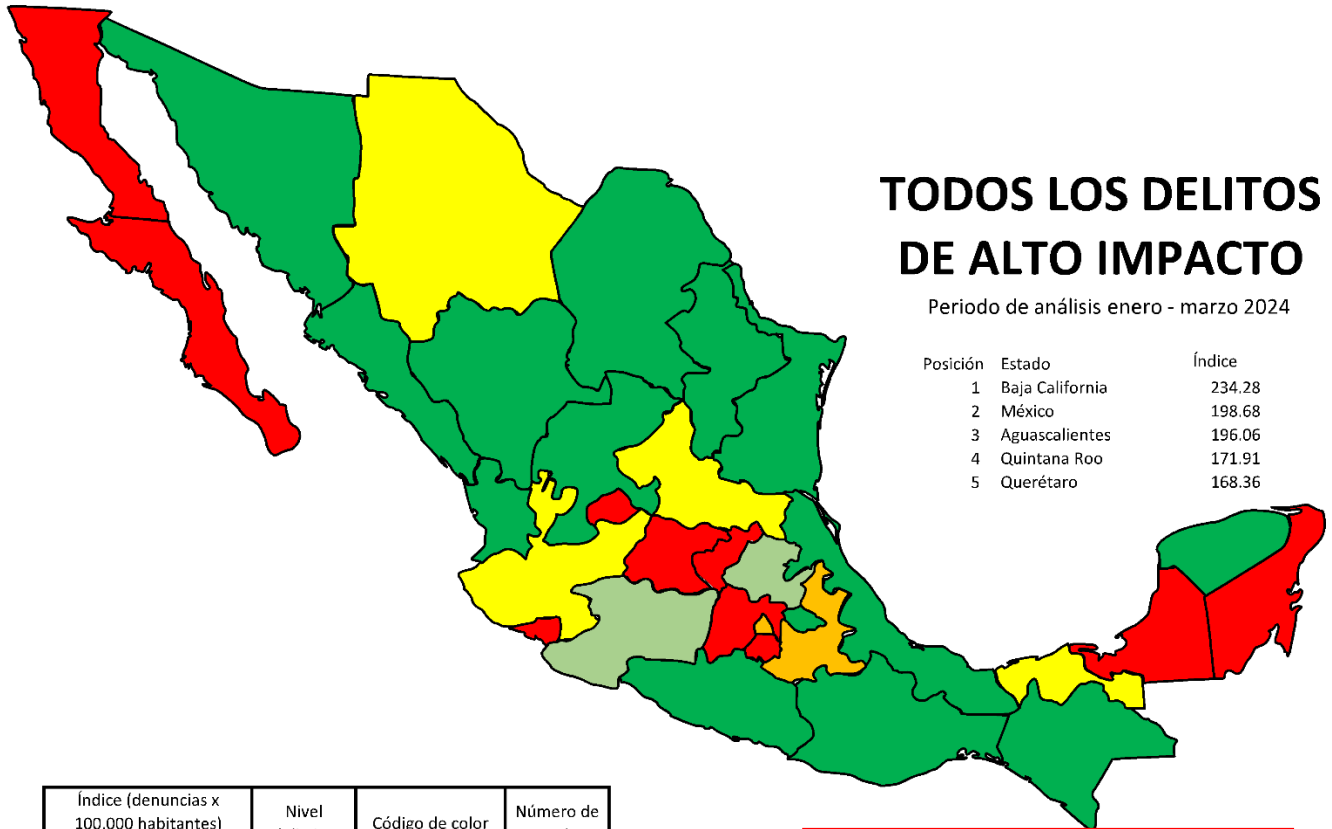 TODOS LOS DELITOS
DE ALTO IMPACTO
Periodo de análisis enero - marzo 2024
Posición Estado Índice
1 Baja California 234.28
2 México 198.68
3 Aguascalientes 196.06
4 Quintana Roo 171.91
5 Querétaro 168.36
Índice (denuncias x
100,000 habitantes)
Nivel
Código de color
Número de